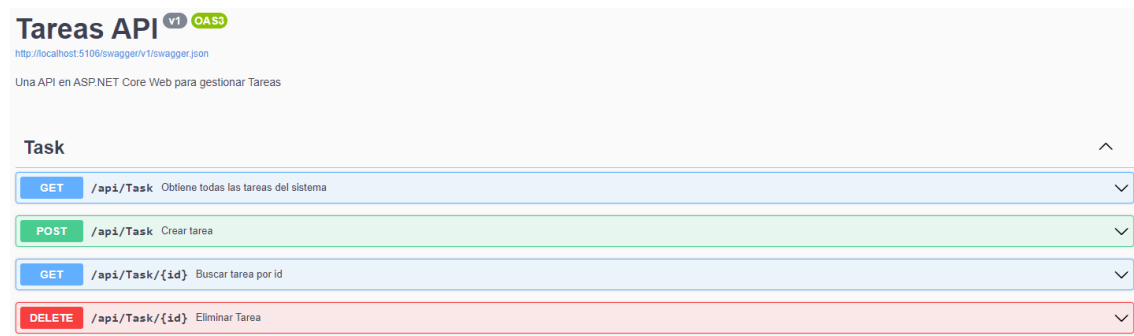 Tareas API v1 OAS3
http://localhost:5106/swagger/v1/swagger.json
Una API en ASP.NET Core Web para gestionar Tareas
Task
GET /api/Task Obtiene todas las tareas del sistema
POST /api/Task Crear tarea
GET /api/Task/{id} Buscar tarea por id
DELETE /api/Task/{id} Eliminar Tarea